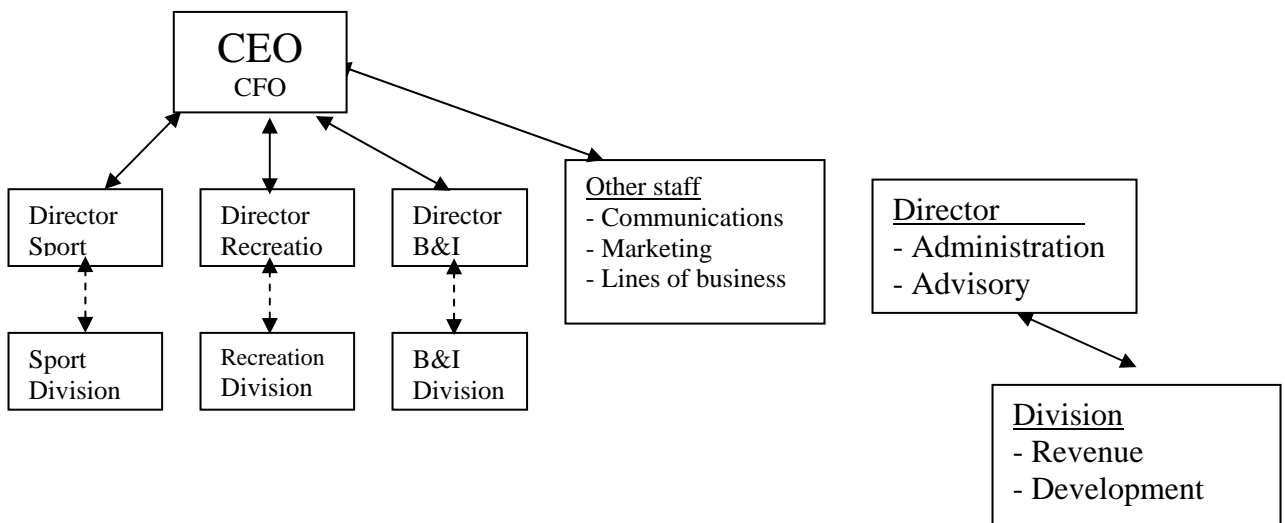 CEO
CFO
Director
Sport
Director
Recreatio
Director
B&I
Other staff
- Communications
- Marketing
- Lines of business
Director
- Administration
- Advisory
Sport
Division
Recreation
Division
B&I
Division
Division
- Revenue
- Development